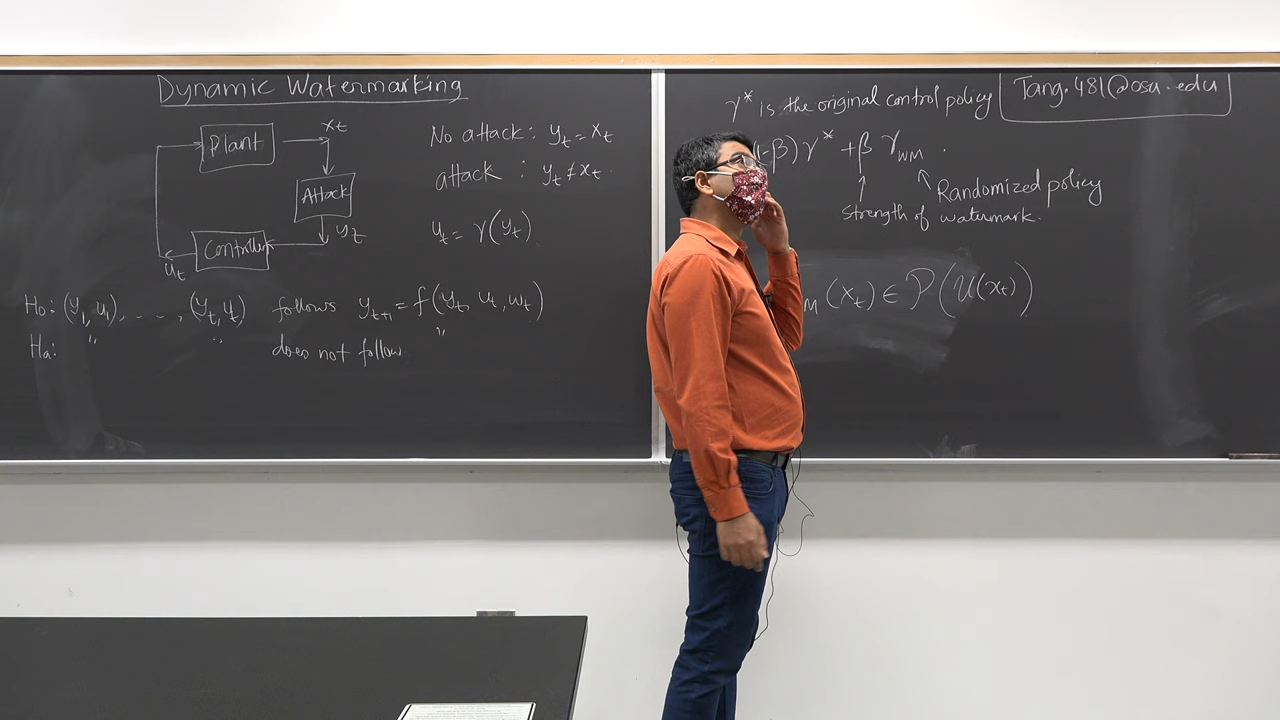 Dynamic Watermarking
Plant
xt
Attack
yt
Controller
ut
No attack: yt = xt
attack : yt ≠ xt
ut = γ(yt)
Ho: (y1, u1), ..., (yt, ut) follows yt+1 = f(yt, ut, wt)
Ha: " " does not follow "
γ* is the original control policy
Tang.481@osu.edu
-β)γ* + β γWM .
Randomized policy
strength of watermark.
M (xt) ∈ P(U(xt))